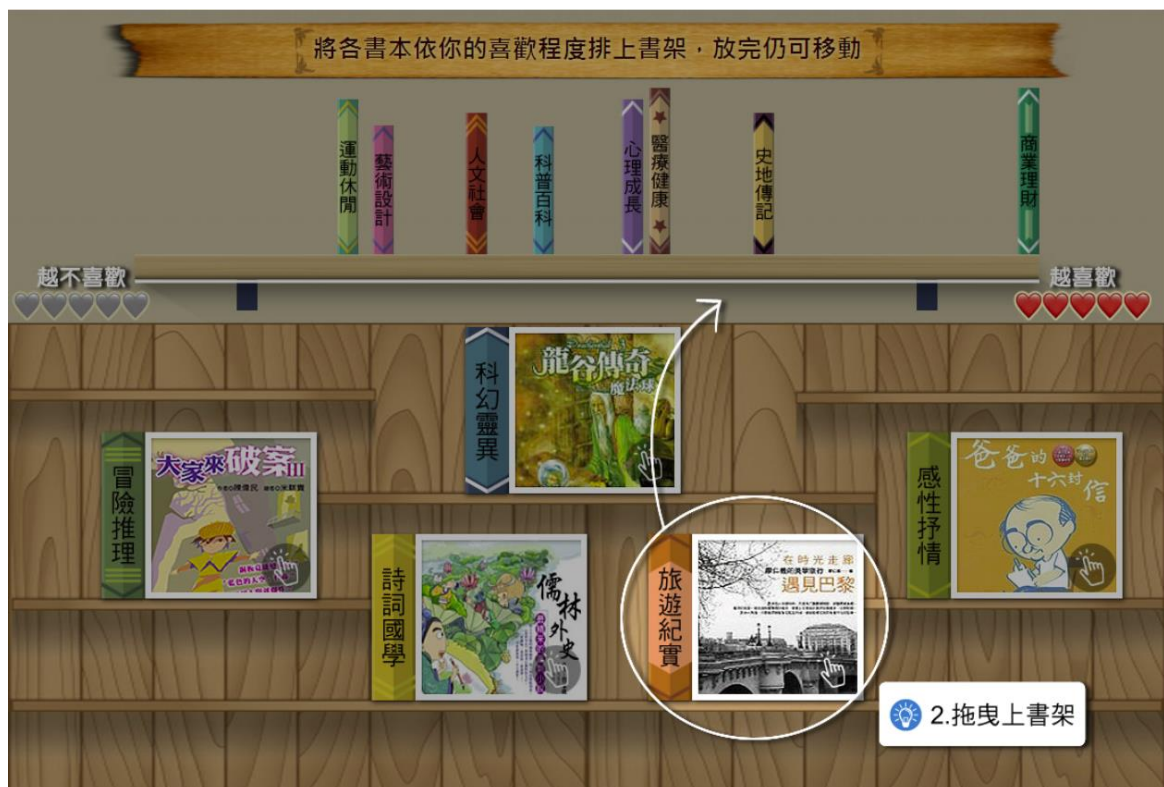 將各書本依你的喜歡程度排上書架，放完仍可移動
運動休閒
藝術設計
人文社會
科普百科
心理成長
醫療健康
史地傳記
商業理財
越不喜歡
越喜歡
科幻靈異
龍谷傳奇
魔法球
冒險推理
大家來破案III
感性抒情
爸爸的
十六封
信
詩詞國學
儒林
外史
旅遊紀實
在時光走廊
遇見巴黎
2.拖曳上書架